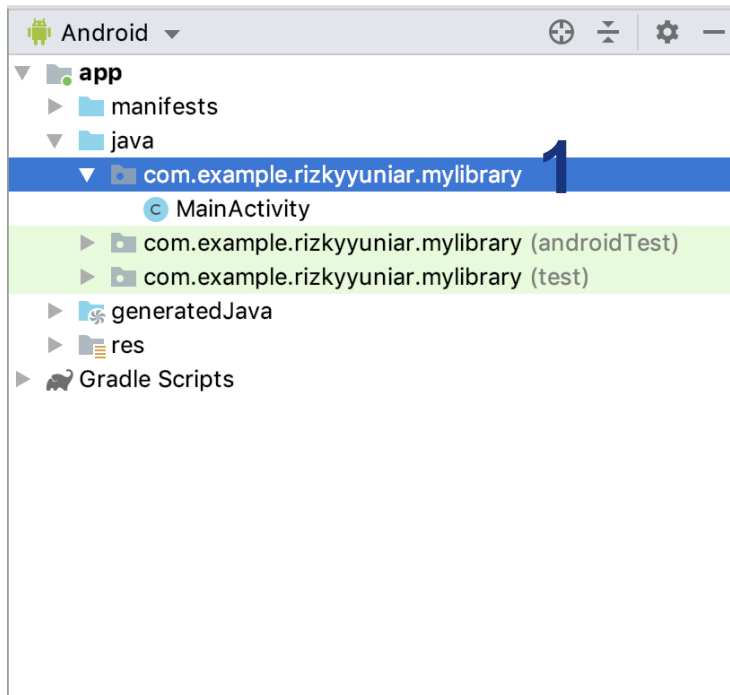 Android
app
manifests
java
com.example.rizkyyuniar.mylibrary 1
MainActivity
com.example.rizkyyuniar.mylibrary (androidTest)
com.example.rizkyyuniar.mylibrary (test)
generatedJava
res
Gradle Scripts